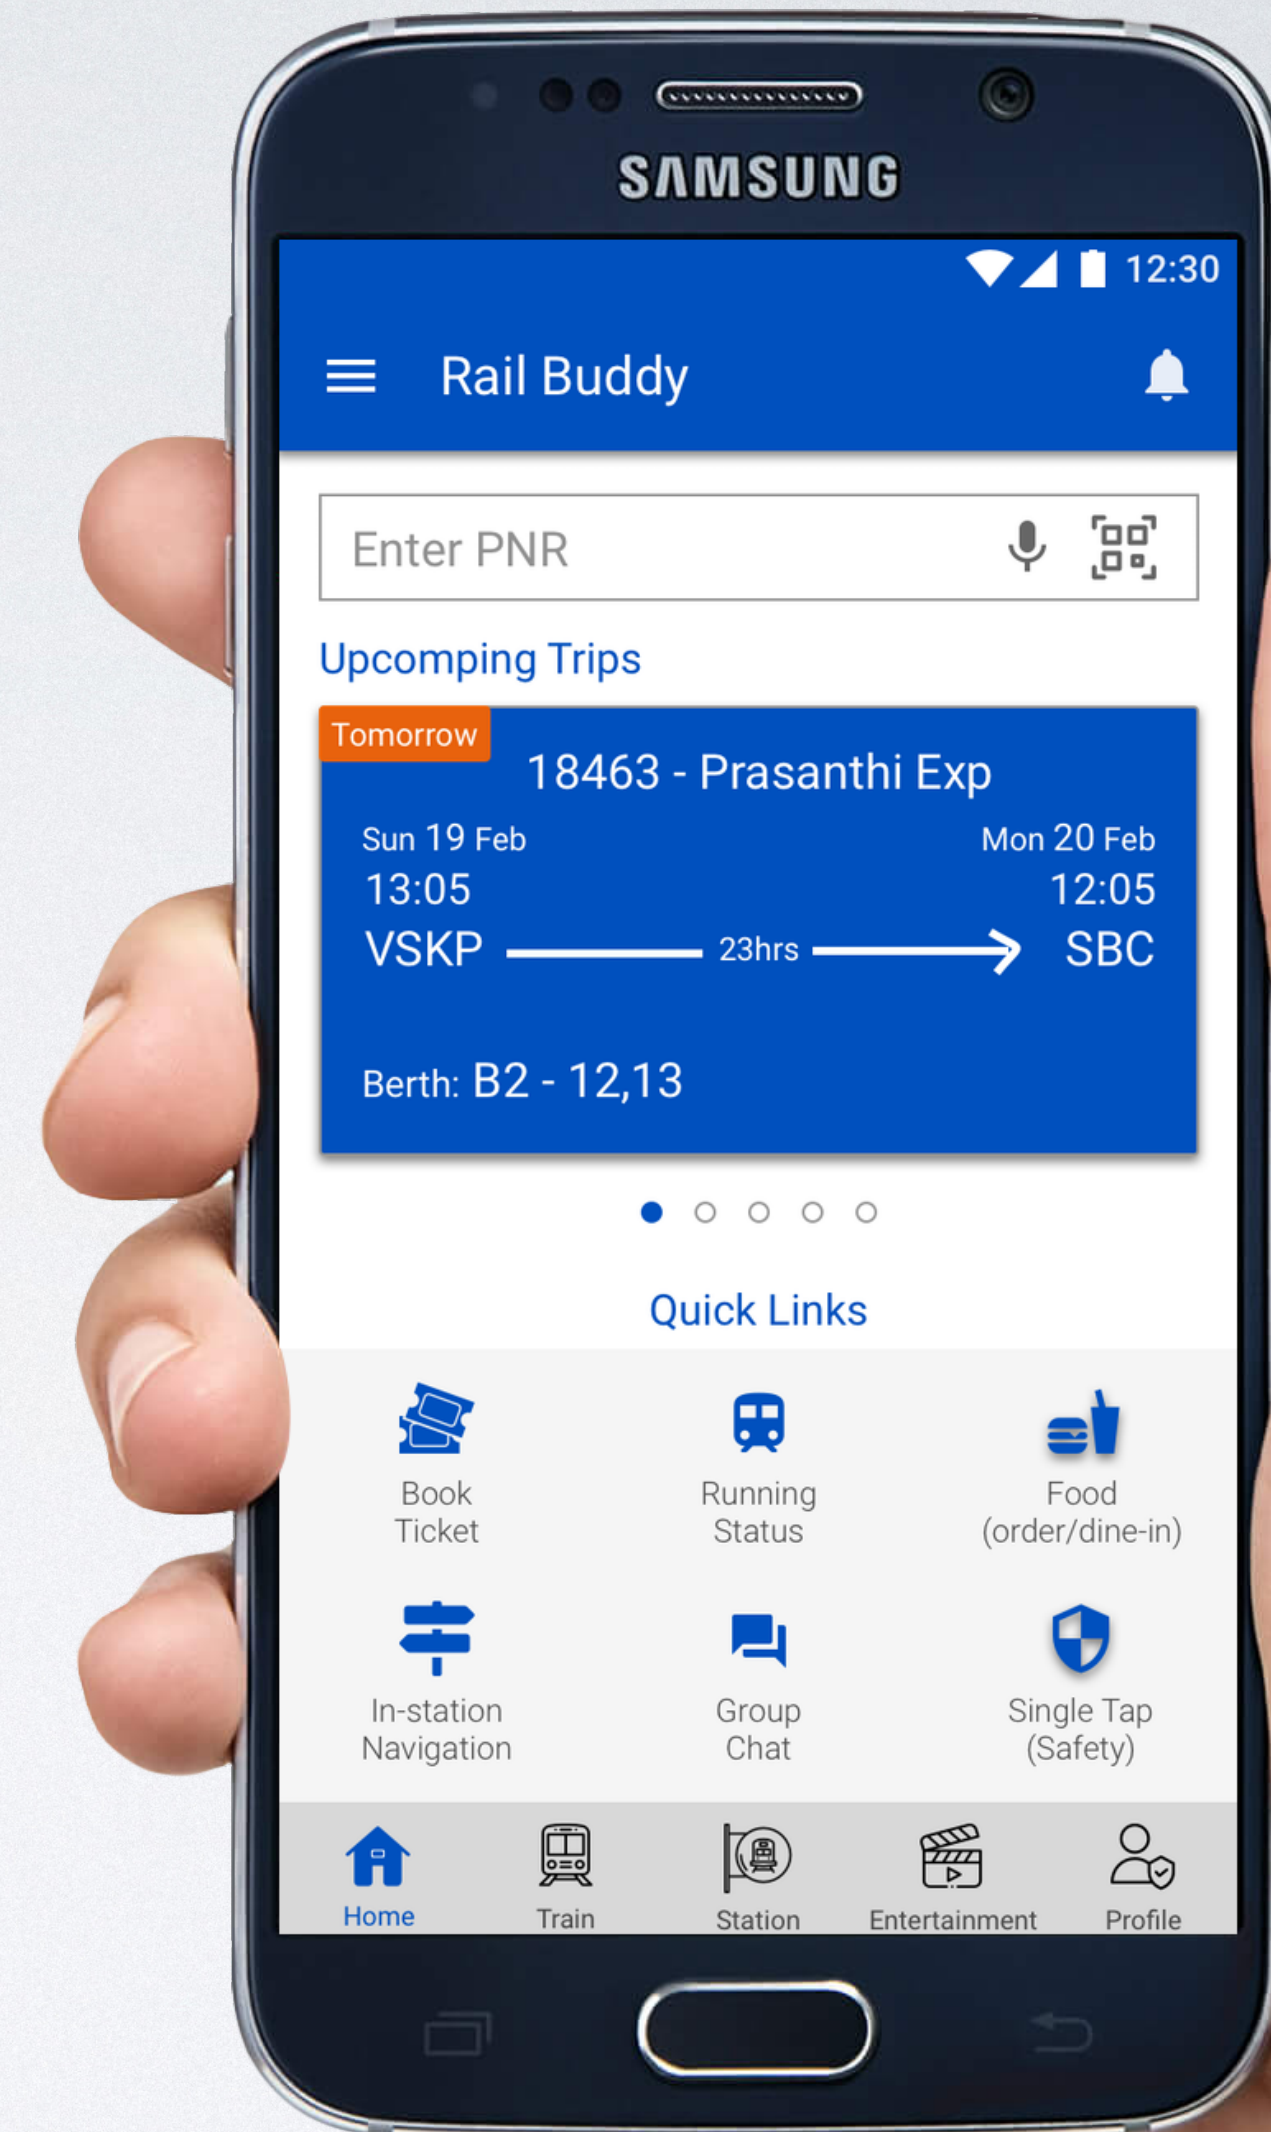 SAMSUNG
12:30
Rail Buddy
Enter PNR
Upcomping Trips
Tomorrow
18463 - Prasanthi Exp
Sun 19 Feb Mon 20 Feb
13:05 12:05
VSKP 23hrs SBC
Berth: B2 - 12,13
Quick Links
Book Running Food
Ticket Status (order/dine-in)
In-station Group Single Tap
Navigation Chat (Safety)
Home Train Station Entertainment Profile